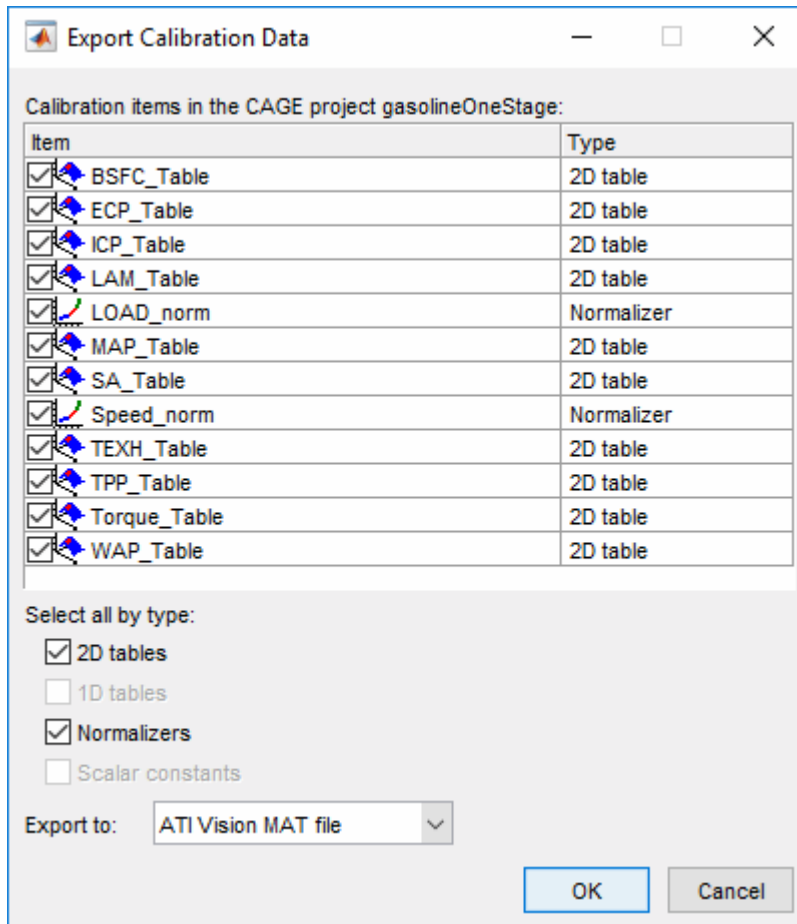 Export Calibration Data
Calibration items in the CAGE project gasolineOneStage:
Item Type
BSFC_Table 2D table
ECP_Table 2D table
ICP_Table 2D table
LAM_Table 2D table
LOAD_norm Normalizer
MAP_Table 2D table
SA_Table 2D table
Speed_norm Normalizer
TEXH_Table 2D table
TPP_Table 2D table
Torque_Table 2D table
WAP_Table 2D table
Select all by type:
2D tables
1D tables
Normalizers
Scalar constants
Export to: ATI Vision MAT file
OK Cancel